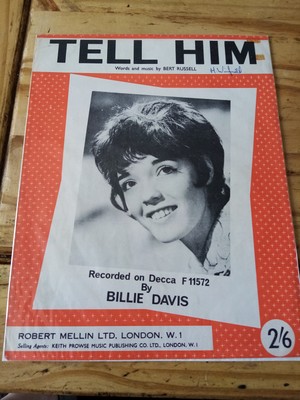 TELL HIM
Words and music by BERT RUSSELL
Recorded on Decca F 11572
By
BILLIE DAVIS
ROBERT MELLIN LTD, LONDON, W.1
Selling Agents: KEITH PROWSE MUSIC PUBLISHING CO. LTD., LONDON, W.1
2/6